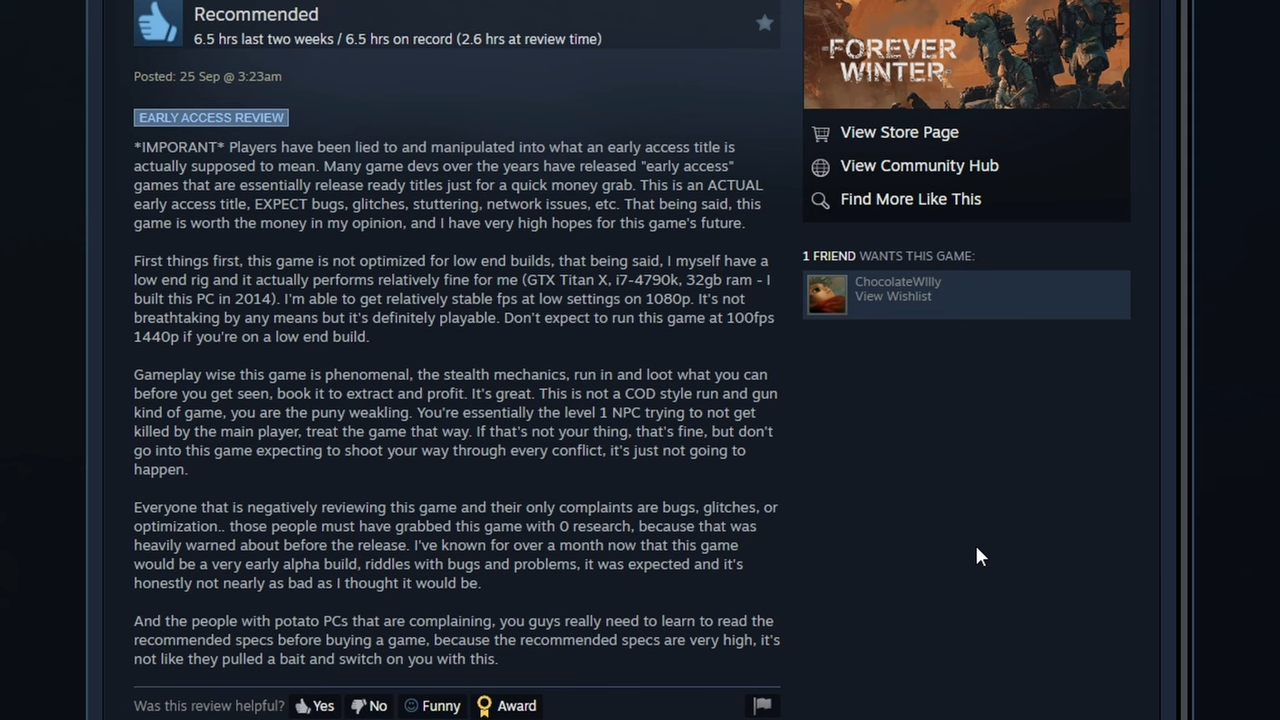 Recommended
6.5 hrs last two weeks / 6.5 hrs on record (2.6 hrs at review time)
Posted: 25 Sep @ 3:23am
EARLY ACCESS REVIEW
*IMPORANT* Players have been lied to and manipulated into what an early access title is
actually supposed to mean. Many game devs over the years have released "early access"
games that are essentially release ready titles just for a quick money grab. This is an ACTUAL
early access title, EXPECT bugs, glitches, stuttering, network issues, etc. That being said, this
game is worth the money in my opinion, and I have very high hopes for this game's future.
First things first, this game is not optimized for low end builds, that being said, I myself have a
low end rig and it actually performs relatively fine for me (GTX Titan X, i7-4790k, 32gb ram - I
built this PC in 2014). I'm able to get relatively stable fps at low settings on 1080p. It's not
breathtaking by any means but it's definitely playable. Don't expect to run this game at 100fps
1440p if you're on a low end build.
Gameplay wise this game is phenomenal, the stealth mechanics, run in and loot what you can
before you get seen, book it to extract and profit. It's great. This is not a COD style run and gun
kind of game, you are the puny weakling. You're essentially the level 1 NPC trying to not get
killed by the main player, treat the game that way. If that's not your thing, that's fine, but don't
go into this game expecting to shoot your way through every conflict, it's just not going to
happen.
Everyone that is negatively reviewing this game and their only complaints are bugs, glitches, or
optimization.. those people must have grabbed this game with 0 research, because that was
heavily warned about before the release. I've known for over a month now that this game
would be a very early alpha build, riddles with bugs and problems, it was expected and it's
honestly not nearly as bad as I thought it would be.
And the people with potato PCs that are complaining, you guys really need to learn to read the
recommended specs before buying a game, because the recommended specs are very high, it's
not like they pulled a bait and switch on you with this.
Was this review helpful? Yes No Funny Award
FOREVER
WINTER
View Store Page
View Community Hub
Find More Like This
1 FRIEND WANTS THIS GAME:
ChocolateWIlly
View Wishlist